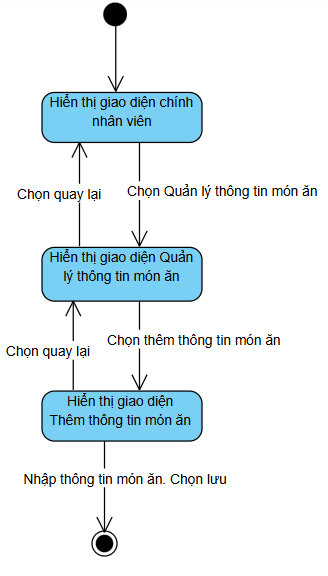 Hiển thị giao diện chính
nhân viên
Chọn quay lại
Chọn Quản lý thông tin món ăn
Hiển thị giao diện Quản
lý thông tin món ăn
Chọn thêm thông tin món ăn
Chọn quay lại
Hiển thị giao diện
Thêm thông tin món ăn
Nhập thông tin món ăn. Chọn lưu